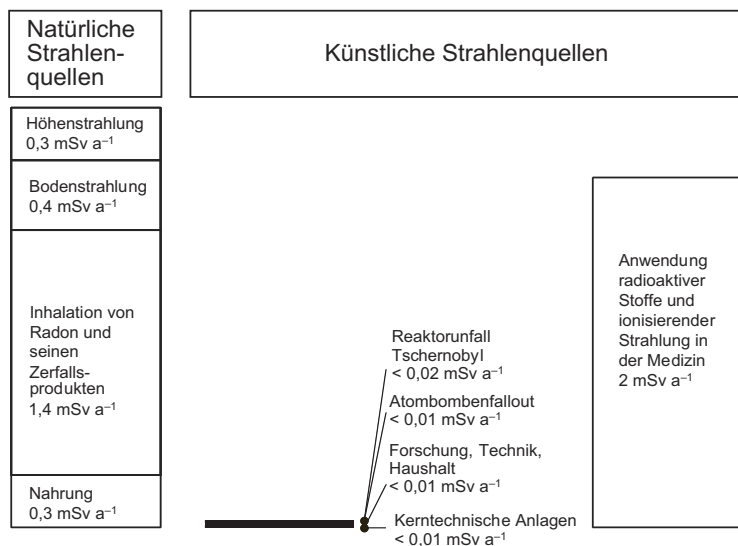 Natürliche
Strahlen-
quellen
Künstliche Strahlenquellen
Höhenstrahlung
0,3 mSv a⁻¹
Bodenstrahlung
0,4 mSv a⁻¹
Inhalation von
Radon und
seinen
Zerfalls-
produkten
1,4 mSv a⁻¹
Nahrung
0,3 mSv a⁻¹
Reaktorunfall
Tschernobyl
< 0,02 mSv a⁻¹
Atombombenfallout
< 0,01 mSv a⁻¹
Forschung, Technik,
Haushalt
< 0,01 mSv a⁻¹
Kerntechnische Anlagen
< 0,01 mSv a⁻¹
Anwendung
radioaktiver
Stoffe und
ionisierender
Strahlung in
der Medizin
2 mSv a⁻¹